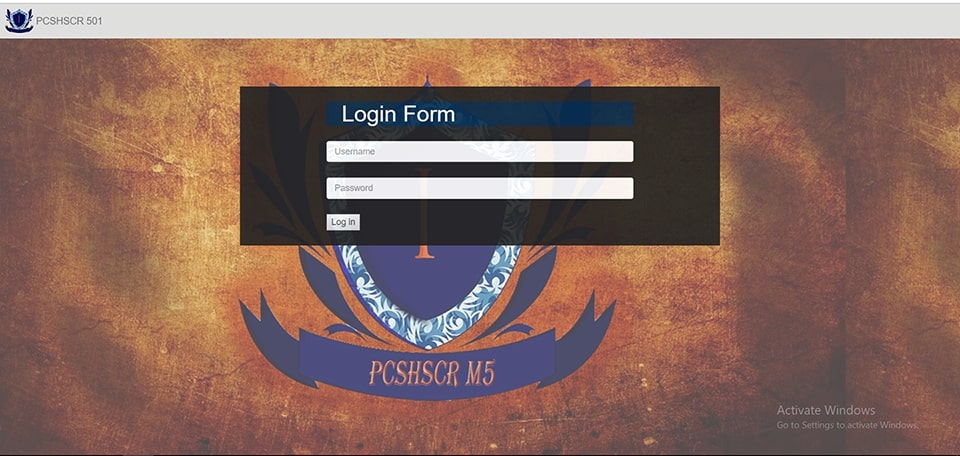 PCSHSCR 501
Login Form
Username
Password
Log in
I
PCSHSCR M5
Activate Windows
Go to Settings to activate Windows.